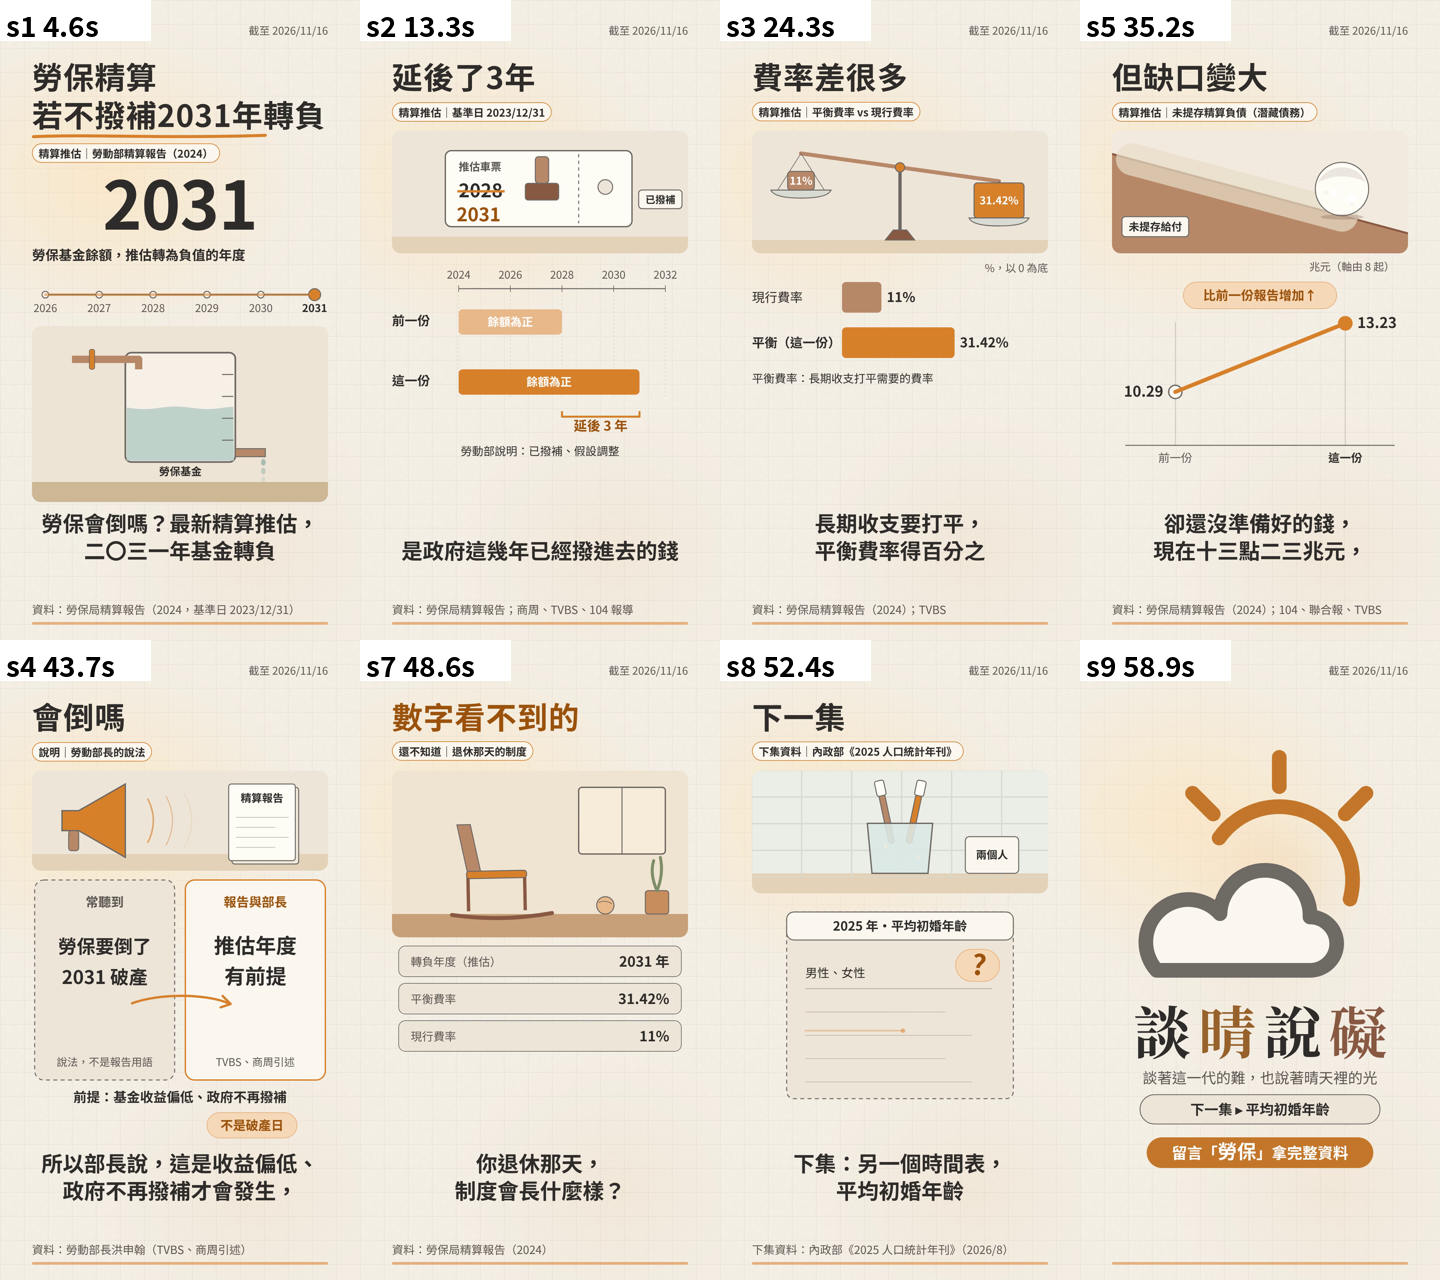 s1 4.6s
截至 2026/11/16
勞保精算
若不撥補2031年轉負
精算推估｜勞動部精算報告（2024）
2031
勞保基金餘額，推估轉為負值的年度
2026 2027 2028 2029 2030 2031
勞保基金
勞保會倒嗎？最新精算推估，
二〇三一年基金轉負
資料：勞保局精算報告（2024，基準日 2023/12/31）
s2 13.3s
截至 2026/11/16
延後了3年
精算推估｜基準日 2023/12/31
推估車票
2028
2031
已撥補
2024 2026 2028 2030 2032
前一份
餘額為正
這一份
餘額為正
延後 3 年
勞動部說明：已撥補、假設調整
是政府這幾年已經撥進去的錢
資料：勞保局精算報告；商周、TVBS、104 報導
s3 24.3s
截至 2026/11/16
費率差很多
精算推估｜平衡費率 vs 現行費率
11%
31.42%
%，以 0 為底
現行費率
11%
平衡（這一份）
31.42%
平衡費率：長期收支打平需要的費率
長期收支要打平，
平衡費率得百分之
資料：勞保局精算報告（2024）；TVBS
s5 35.2s
截至 2026/11/16
但缺口變大
精算推估｜未提存精算負債（潛藏債務）
未提存給付
兆元（軸由 8 起）
比前一份報告增加↑
13.23
10.29
前一份
這一份
卻還沒準備好的錢，
現在十三點二三兆元，
資料：勞保局精算報告（2024）；104、聯合報、TVBS
s4 43.7s
截至 2026/11/16
會倒嗎
說明｜勞動部長的說法
精算報告
常聽到
勞保要倒了
2031 破產
說法，不是報告用語
報告與部長
推估年度
有前提
TVBS、商周引述
前提：基金收益偏低、政府不再撥補
不是破產日
所以部長說，這是收益偏低、
政府不再撥補才會發生，
資料：勞動部長洪申翰（TVBS、商周引述）
s7 48.6s
截至 2026/11/16
數字看不到的
還不知道｜退休那天的制度
轉負年度（推估）
2031 年
平衡費率
31.42%
現行費率
11%
你退休那天，
制度會長什麼樣？
資料：勞保局精算報告（2024）
s8 52.4s
截至 2026/11/16
下一集
下集資料｜內政部《2025 人口統計年刊》
兩個人
2025 年・平均初婚年齡
男性、女性
?
下集：另一個時間表，
平均初婚年齡
下集資料：內政部《2025 人口統計年刊》（2026/8）
s9 58.9s
截至 2026/11/16
談晴說礙
談著這一代的難，也說著晴天裡的光
下一集 ▸ 平均初婚年齡
留言「勞保」拿完整資料